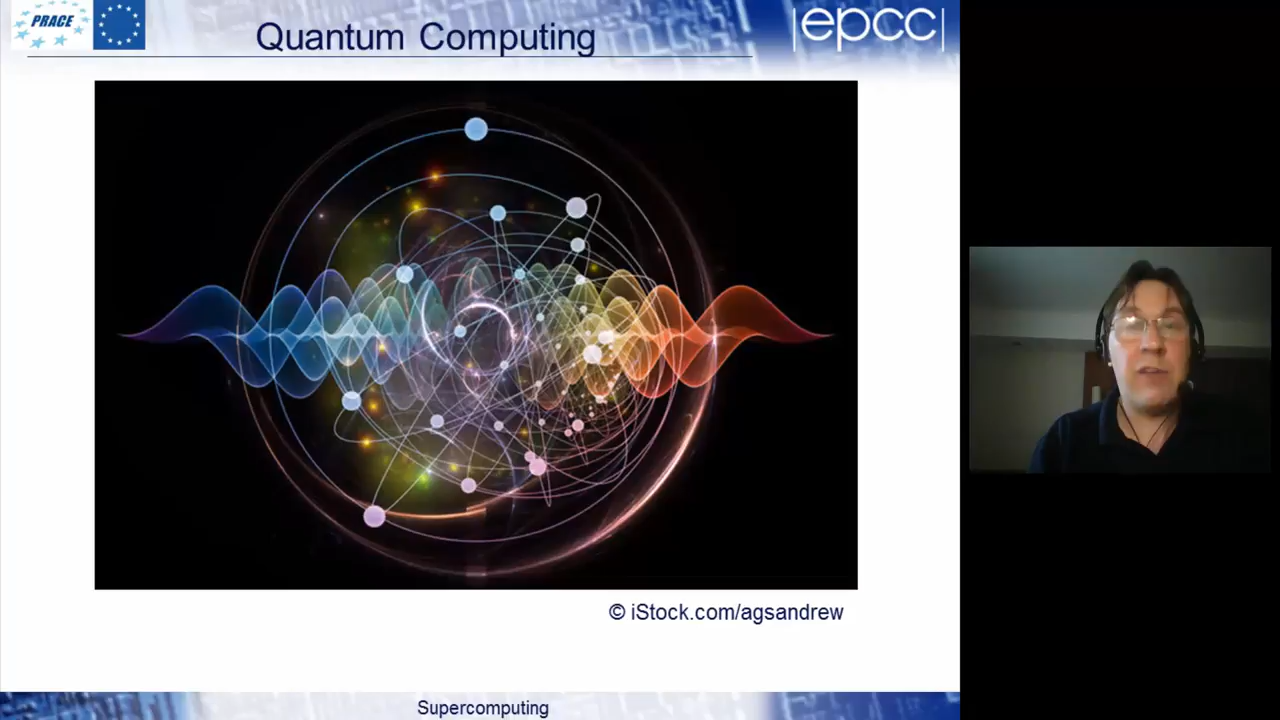 PRACE
Quantum Computing
|epcc|
© iStock.com/agsandrew
Supercomputing